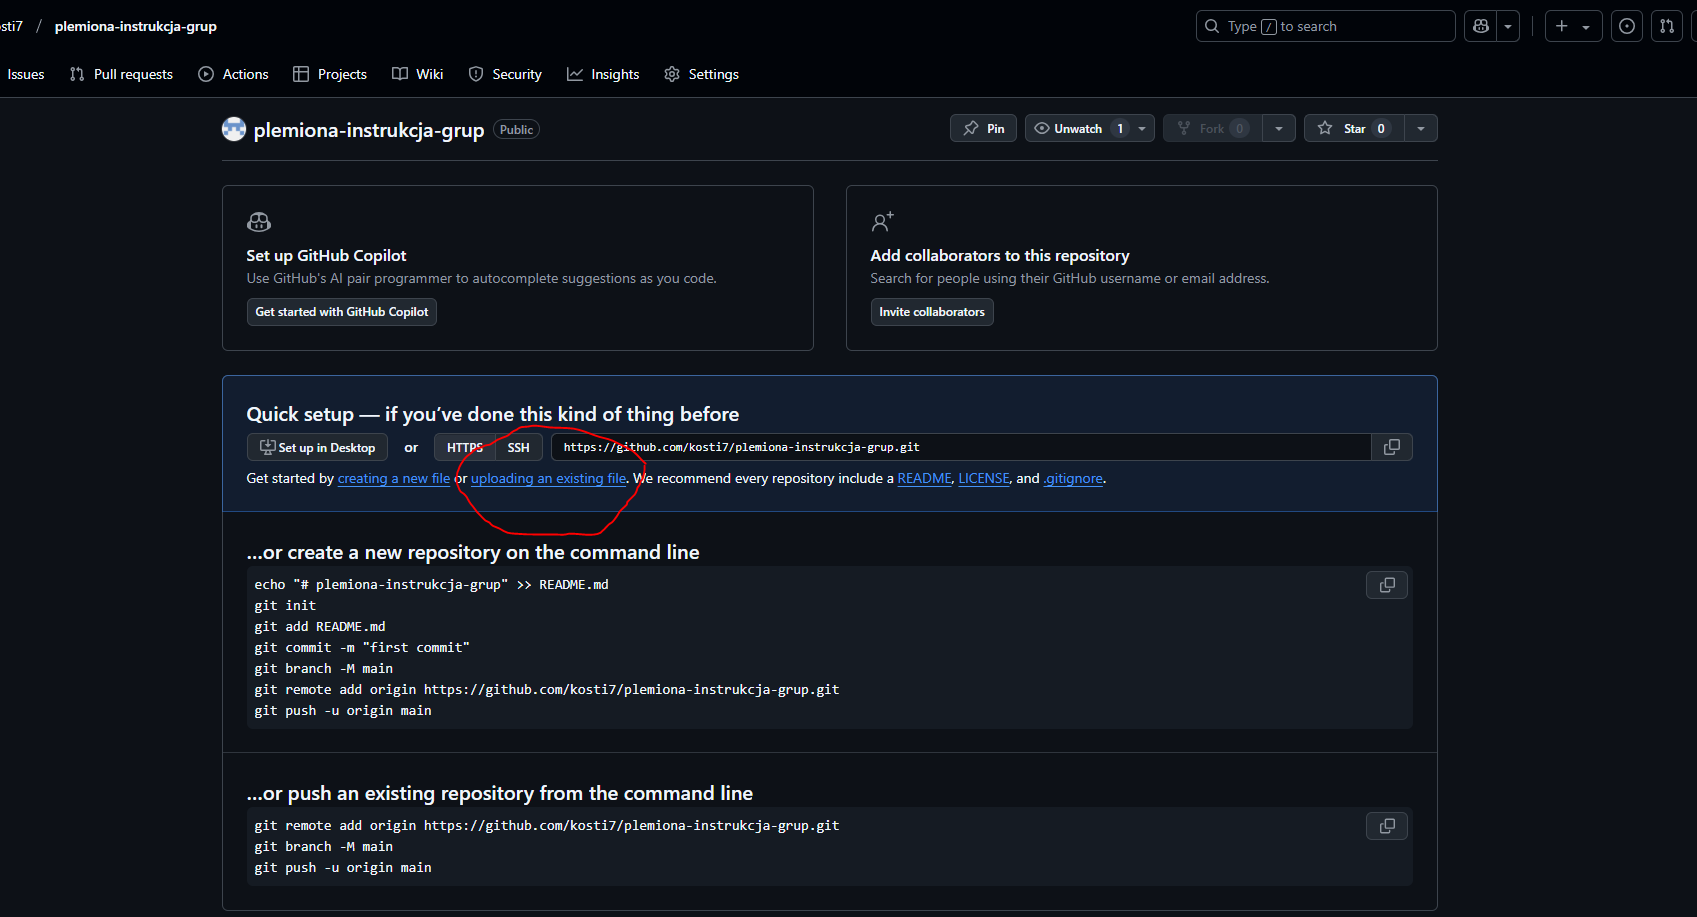 osti7 / plemiona-instrukcja-grup
Type / to search
Issues Pull requests Actions Projects Wiki Security Insights Settings
plemiona-instrukcja-grup Public
Pin Unwatch 1 Fork 0 Star 0
Set up GitHub Copilot
Use GitHub's AI pair programmer to autocomplete suggestions as you code.
Get started with GitHub Copilot
Add collaborators to this repository
Search for people using their GitHub username or email address.
Invite collaborators
Quick setup — if you’ve done this kind of thing before
Set up in Desktop or HTTPS SSH https://github.com/kosti7/plemiona-instrukcja-grup.git
Get started by creating a new file or uploading an existing file. We recommend every repository include a README, LICENSE, and .gitignore.
…or create a new repository on the command line
echo "# plemiona-instrukcja-grup" >> README.md
git init
git add README.md
git commit -m "first commit"
git branch -M main
git remote add origin https://github.com/kosti7/plemiona-instrukcja-grup.git
git push -u origin main
…or push an existing repository from the command line
git remote add origin https://github.com/kosti7/plemiona-instrukcja-grup.git
git branch -M main
git push -u origin main